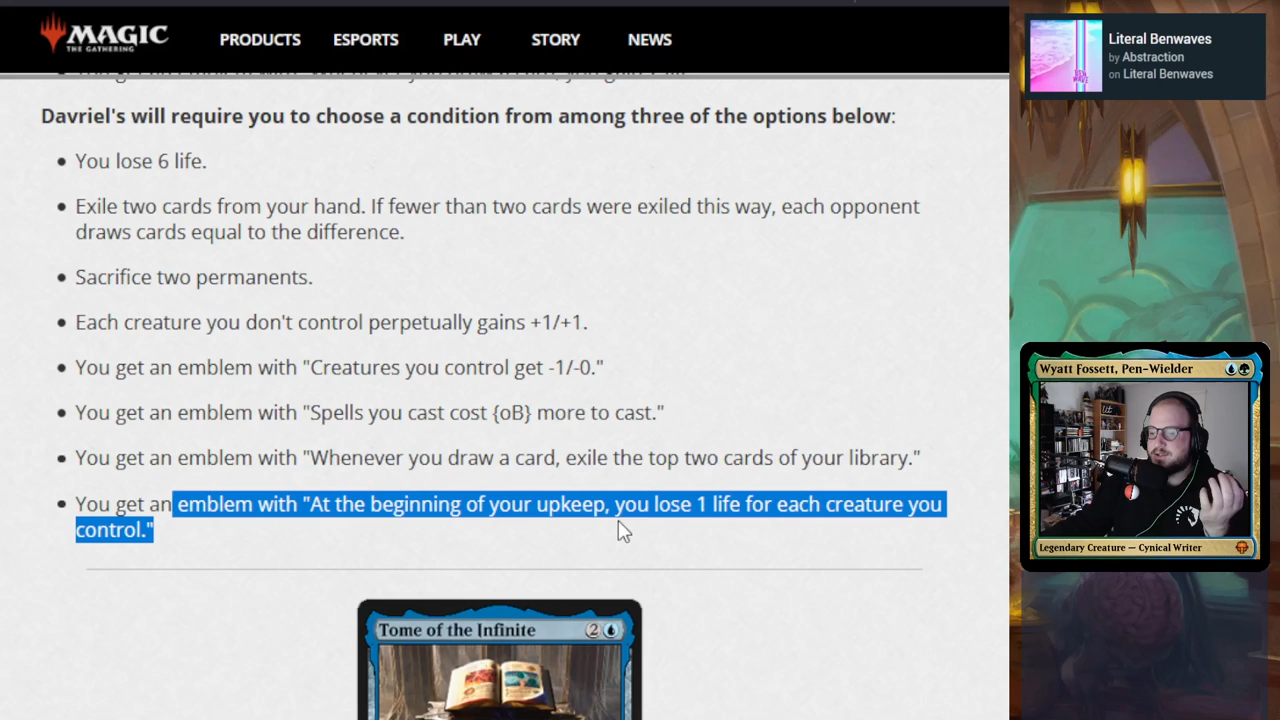 MAGIC
THE GATHERING
PRODUCTS ESPORTS PLAY STORY NEWS
Davriel's will require you to choose a condition from among three of the options below:
• You lose 6 life.
• Exile two cards from your hand. If fewer than two cards were exiled this way, each opponent
draws cards equal to the difference.
• Sacrifice two permanents.
• Each creature you don't control perpetually gains +1/+1.
• You get an emblem with "Creatures you control get -1/-0."
• You get an emblem with "Spells you cast cost {oB} more to cast."
• You get an emblem with "Whenever you draw a card, exile the top two cards of your library."
• You get an emblem with "At the beginning of your upkeep, you lose 1 life for each creature you
control."
Tome of the Infinite 2
Literal Benwaves
by Abstraction
on Literal Benwaves
Wyatt Fossett, Pen-Wielder
Legendary Creature — Cynical Writer